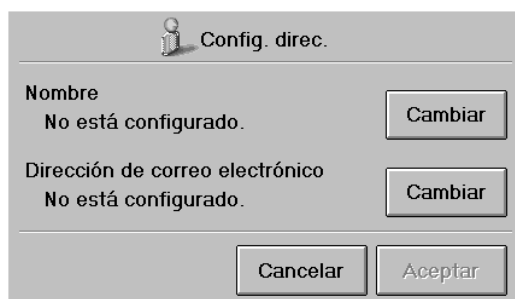 Config. direc.
Nombre
No está configurado.
Cambiar
Dirección de correo electrónico
No está configurado.
Cambiar
Cancelar
Aceptar